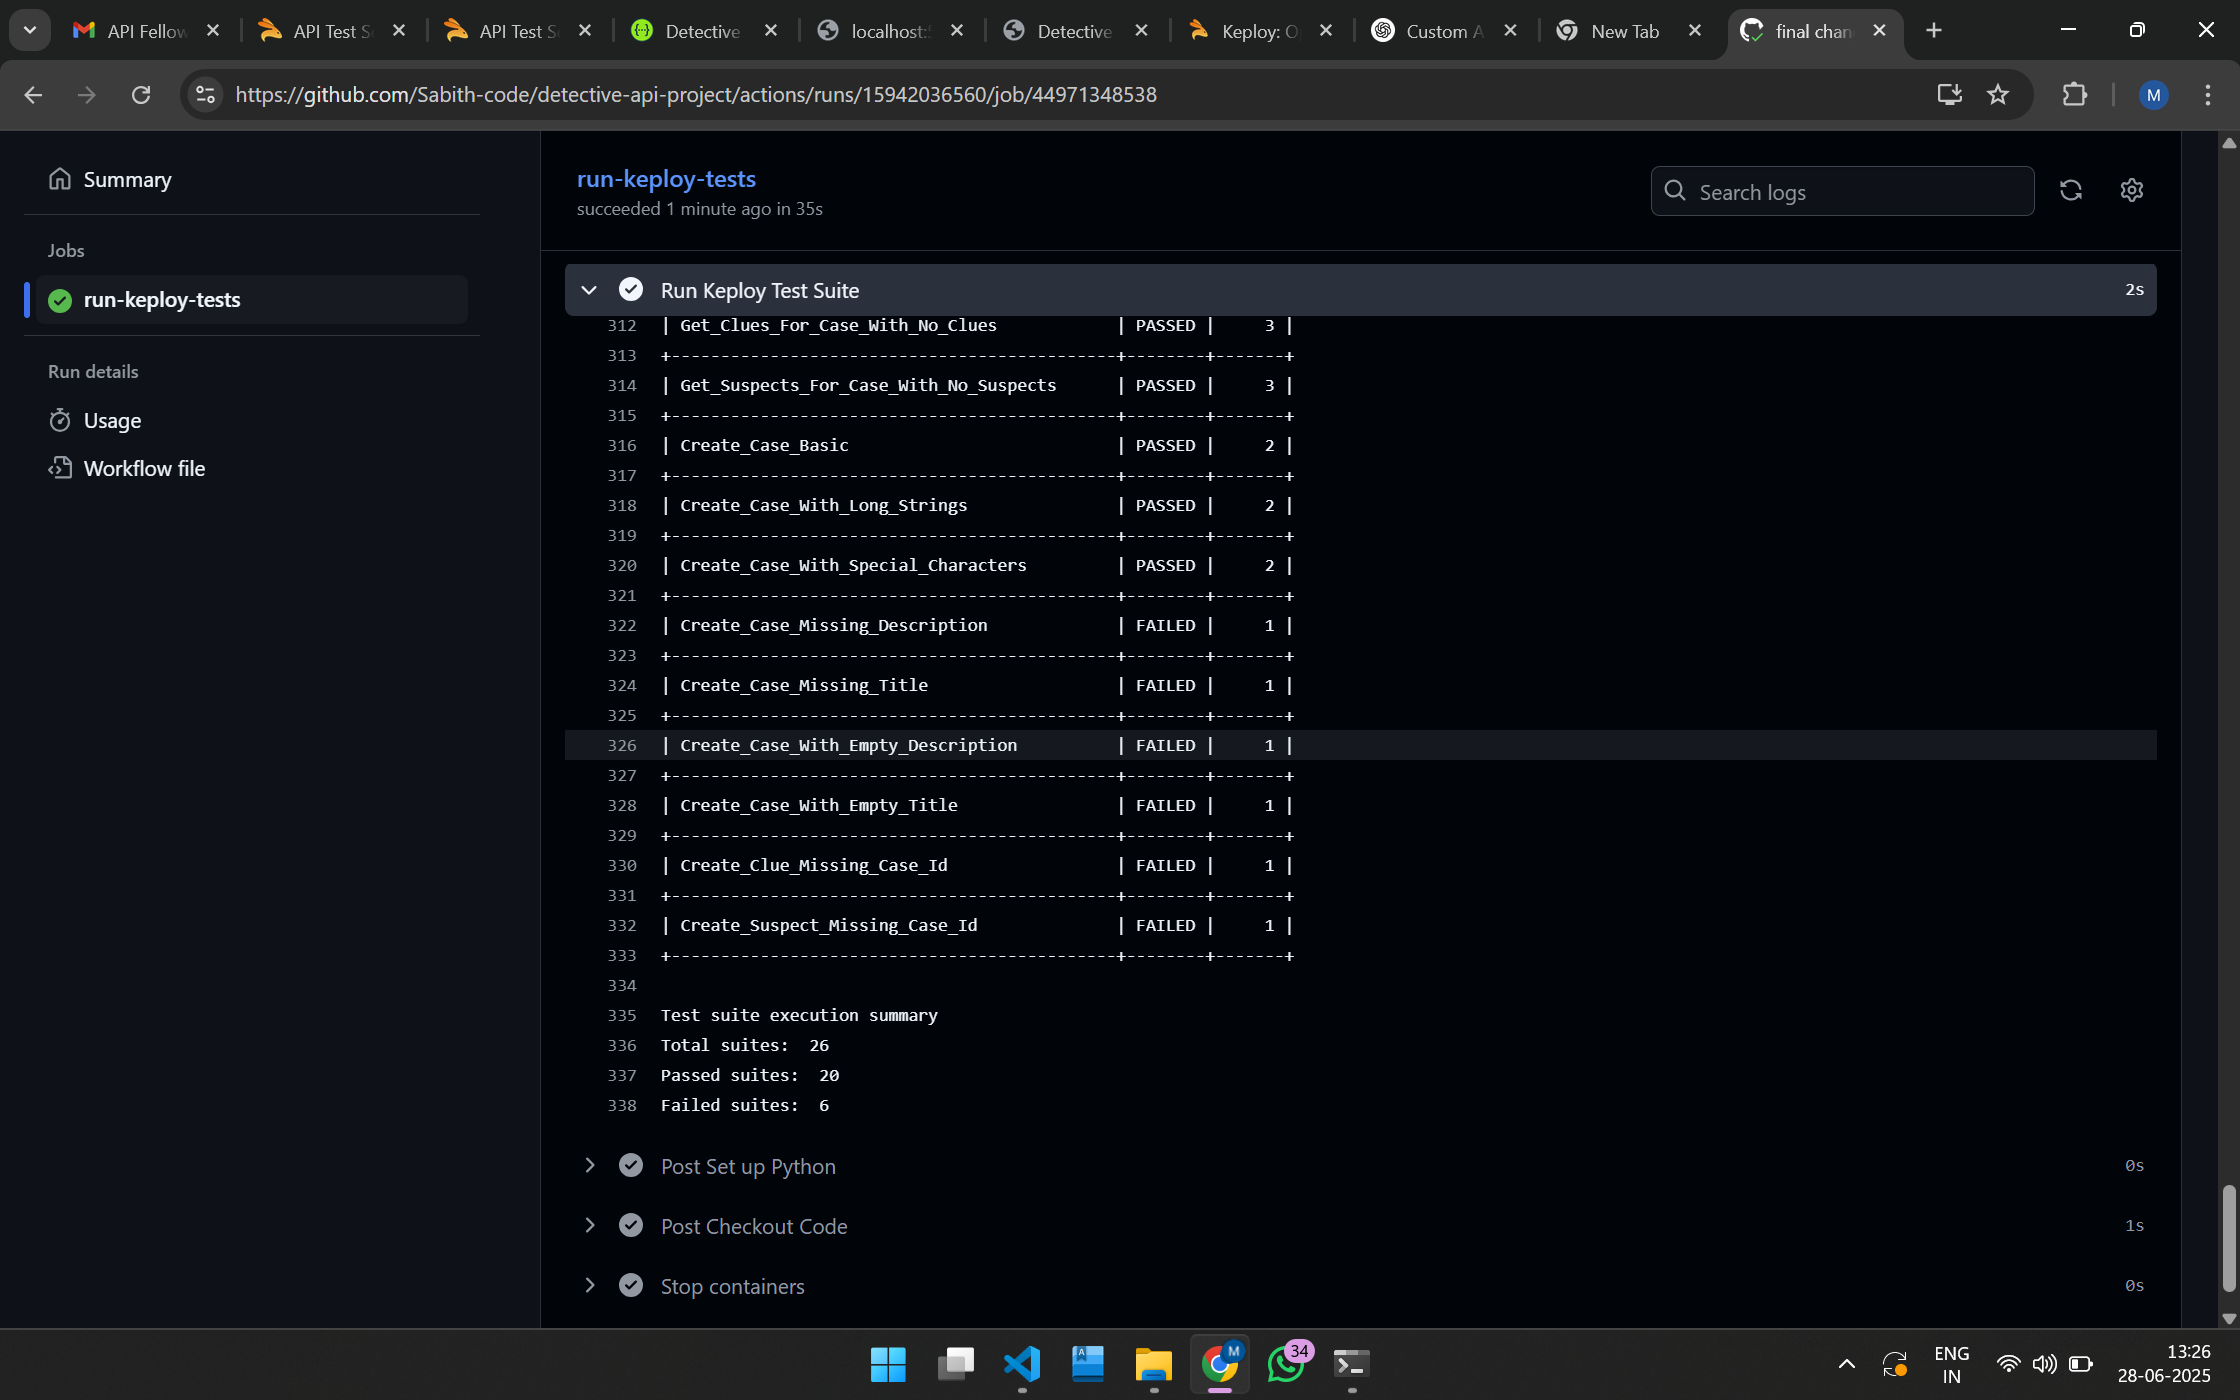 API Fellow
API Test S
API Test S
Detective
localhost:5
Detective
Keploy: O
Custom A
New Tab
final chan
https://github.com/Sabith-code/detective-api-project/actions/runs/15942036560/job/44971348538
M
Summary
Jobs
run-keploy-tests
Run details
Usage
Workflow file
run-keploy-tests
succeeded 1 minute ago in 35s
Search logs
Run Keploy Test Suite 2s
312 | Get_Clues_For_Case_With_No_Clues | PASSED | 3 |
313 +---------------------------------------------+--------+-------+
314 | Get_Suspects_For_Case_With_No_Suspects | PASSED | 3 |
315 +---------------------------------------------+--------+-------+
316 | Create_Case_Basic | PASSED | 2 |
317 +---------------------------------------------+--------+-------+
318 | Create_Case_With_Long_Strings | PASSED | 2 |
319 +---------------------------------------------+--------+-------+
320 | Create_Case_With_Special_Characters | PASSED | 2 |
321 +---------------------------------------------+--------+-------+
322 | Create_Case_Missing_Description | FAILED | 1 |
323 +---------------------------------------------+--------+-------+
324 | Create_Case_Missing_Title | FAILED | 1 |
325 +---------------------------------------------+--------+-------+
326 | Create_Case_With_Empty_Description | FAILED | 1 |
327 +---------------------------------------------+--------+-------+
328 | Create_Case_With_Empty_Title | FAILED | 1 |
329 +---------------------------------------------+--------+-------+
330 | Create_Clue_Missing_Case_Id | FAILED | 1 |
331 +---------------------------------------------+--------+-------+
332 | Create_Suspect_Missing_Case_Id | FAILED | 1 |
333 +---------------------------------------------+--------+-------+
334
335 Test suite execution summary
336 Total suites: 26
337 Passed suites: 20
338 Failed suites: 6
Post Set up Python 0s
Post Checkout Code 1s
Stop containers 0s
A
M
34
ENG
IN
13:26
28-06-2025